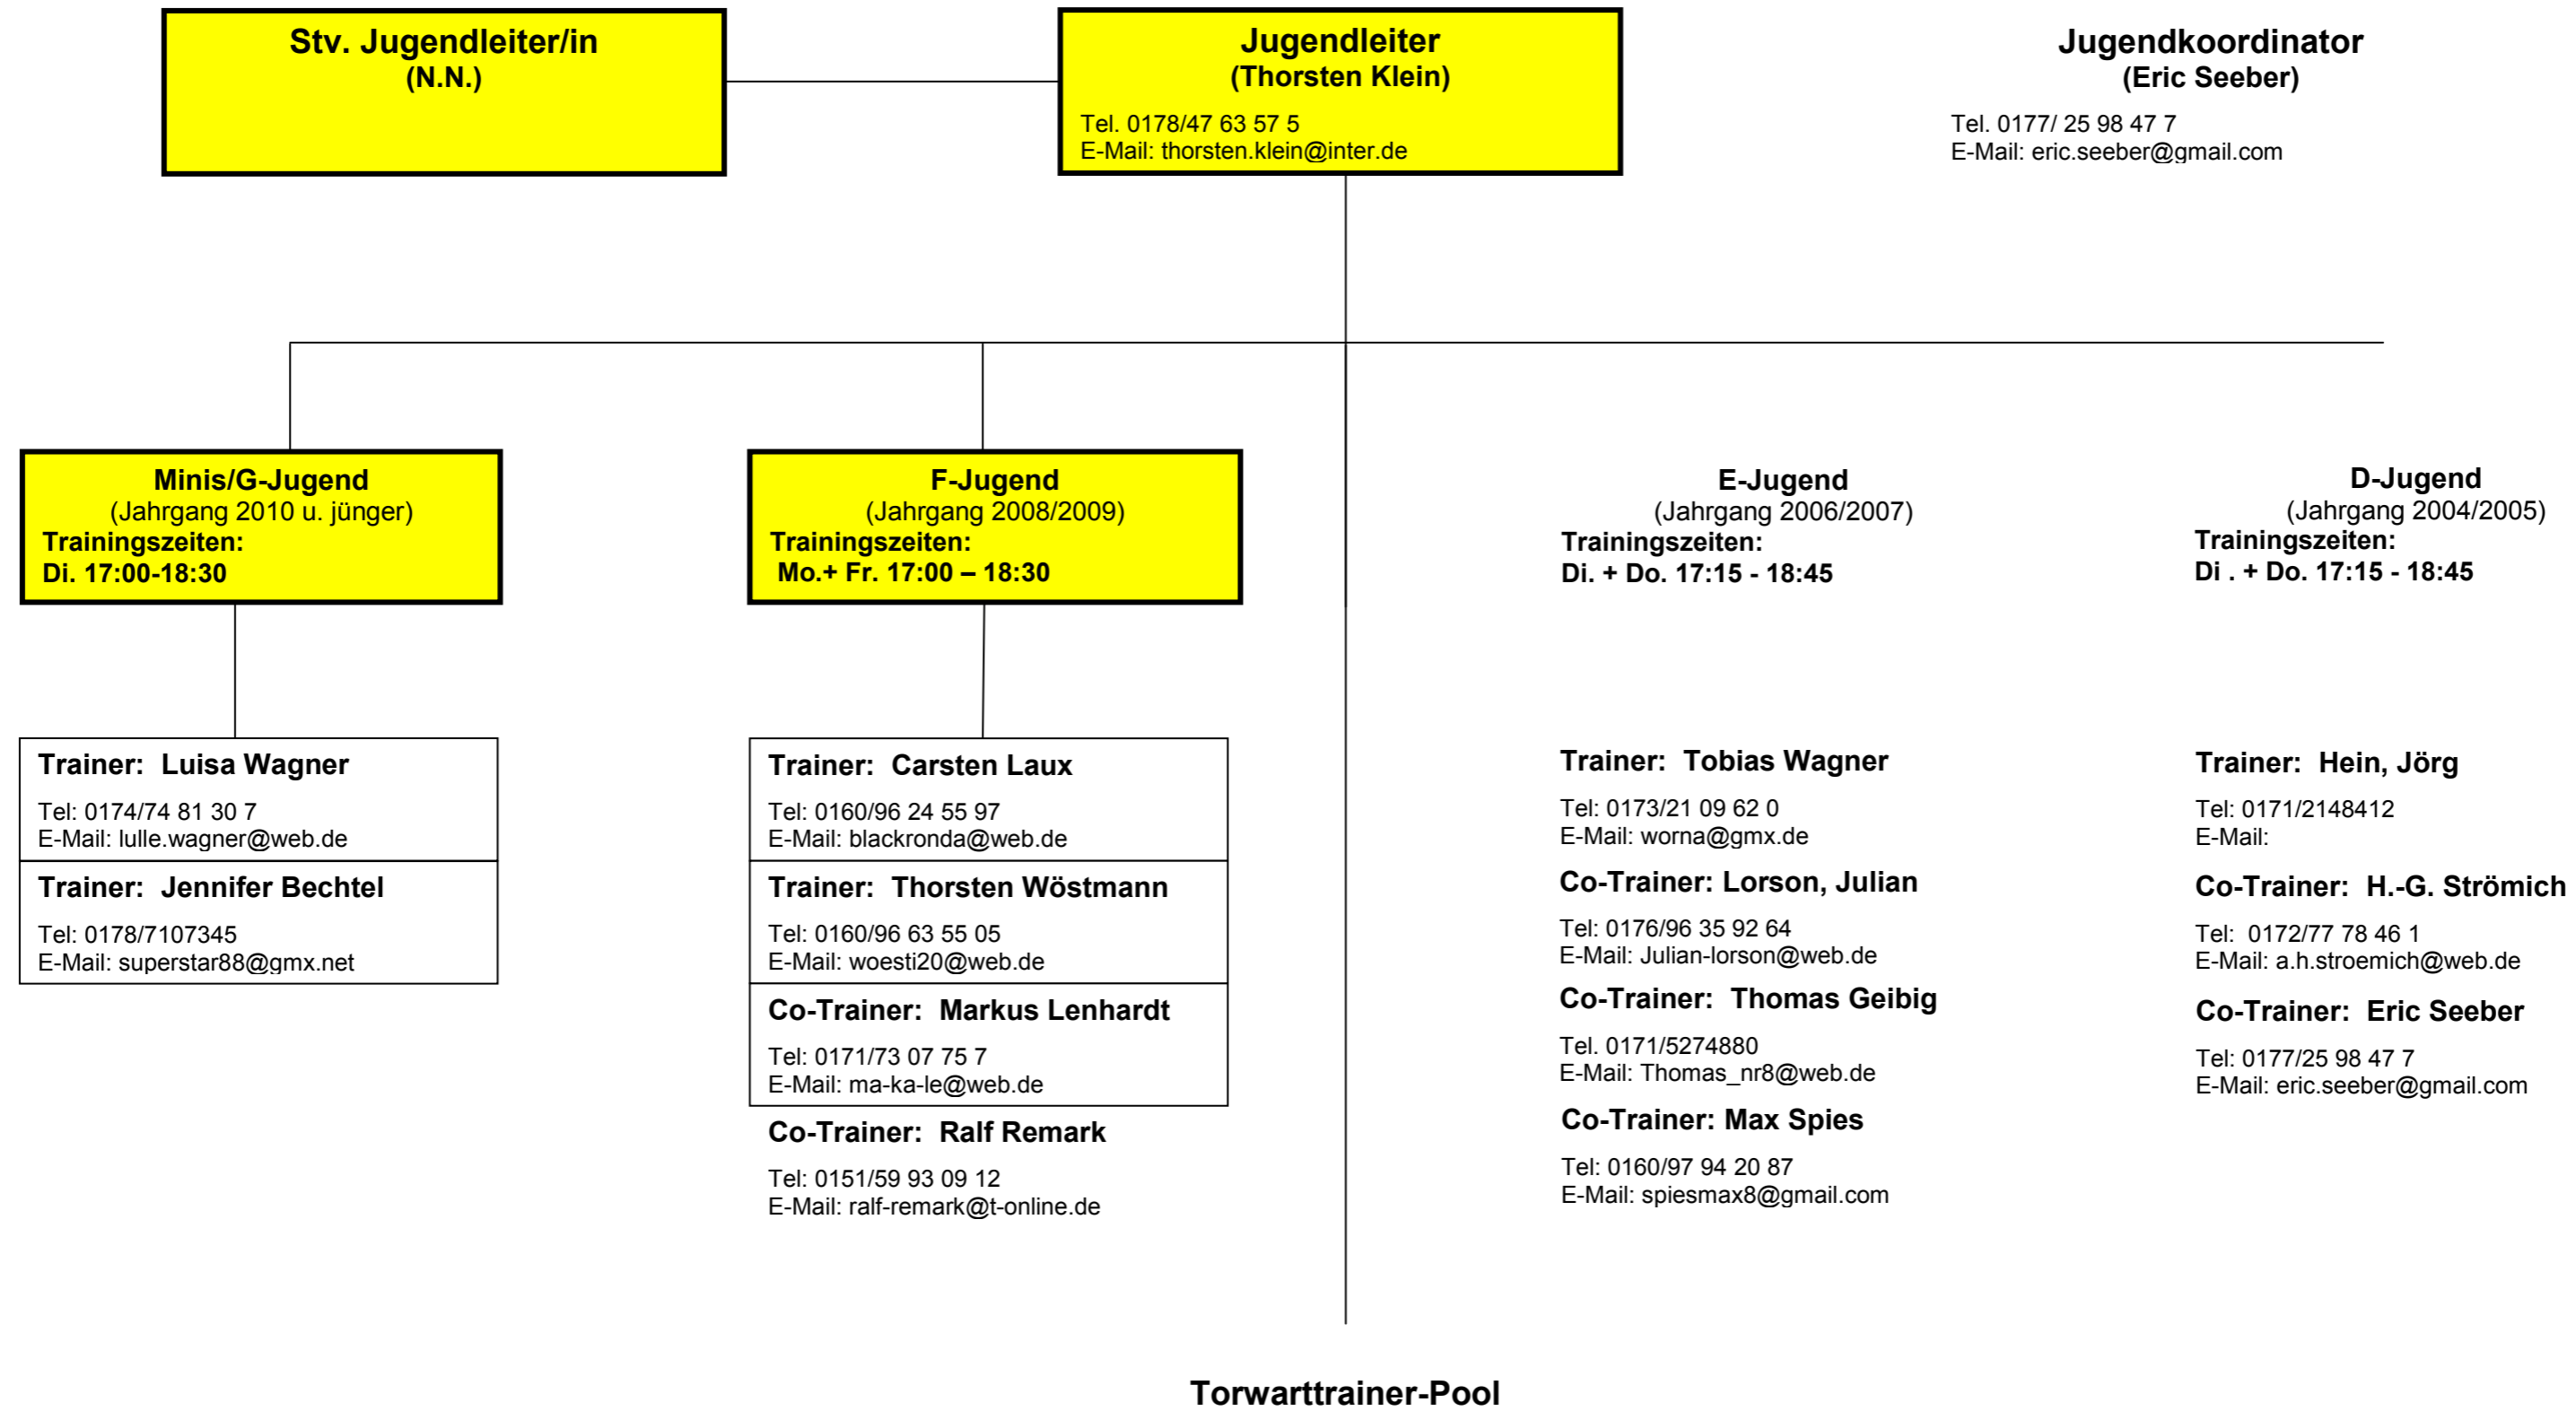 Stv. Jugendleiter/in
(N.N.)
Jugendleiter
(Thorsten Klein)
Tel. 0178/47 63 57 5
E-Mail: thorsten.klein@inter.de
Jugendkoordinator
(Eric Seeber)
Tel. 0177/ 25 98 47 7
E-Mail: eric.seeber@gmail.com
Minis/G-Jugend
(Jahrgang 2010 u. jünger)
Trainingszeiten:
Di. 17:00-18:30
F-Jugend
(Jahrgang 2008/2009)
Trainingszeiten:
Mo.+ Fr. 17:00 – 18:30
E-Jugend
(Jahrgang 2006/2007)
Trainingszeiten:
Di. + Do. 17:15 - 18:45
D-Jugend
(Jahrgang 2004/2005)
Trainingszeiten:
Di . + Do. 17:15 - 18:45
Trainer: Luisa Wagner
Tel: 0174/74 81 30 7
E-Mail: lulle.wagner@web.de
Trainer: Jennifer Bechtel
Tel: 0178/7107345
E-Mail: superstar88@gmx.net
Trainer: Carsten Laux
Tel: 0160/96 24 55 97
E-Mail: blackronda@web.de
Trainer: Thorsten Wöstmann
Tel: 0160/96 63 55 05
E-Mail: woesti20@web.de
Co-Trainer: Markus Lenhardt
Tel: 0171/73 07 75 7
E-Mail: ma-ka-le@web.de
Co-Trainer: Ralf Remark
Tel: 0151/59 93 09 12
E-Mail: ralf-remark@t-online.de
Trainer: Tobias Wagner
Tel: 0173/21 09 62 0
E-Mail: worna@gmx.de
Co-Trainer: Lorson, Julian
Tel: 0176/96 35 92 64
E-Mail: Julian-lorson@web.de
Co-Trainer: Thomas Geibig
Tel. 0171/5274880
E-Mail: Thomas_nr8@web.de
Co-Trainer: Max Spies
Tel: 0160/97 94 20 87
E-Mail: spiesmax8@gmail.com
Trainer: Hein, Jörg
Tel: 0171/2148412
E-Mail:
Co-Trainer: H.-G. Strömich
Tel: 0172/77 78 46 1
E-Mail: a.h.stroemich@web.de
Co-Trainer: Eric Seeber
Tel: 0177/25 98 47 7
E-Mail: eric.seeber@gmail.com
Torwarttrainer-Pool